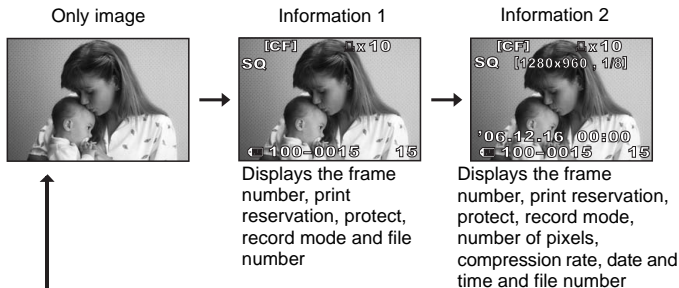 Only image
Information 1
Information 2
[CF] x 10
SQ
100-0015 15
[CF] x 10
SQ [1280x960 , 1/8]
'06.12.16 00:00
100-0015 15
Displays the frame
number, print
reservation, protect,
record mode and file
number
Displays the frame
number, print reservation,
protect, record mode,
number of pixels,
compression rate, date and
time and file number